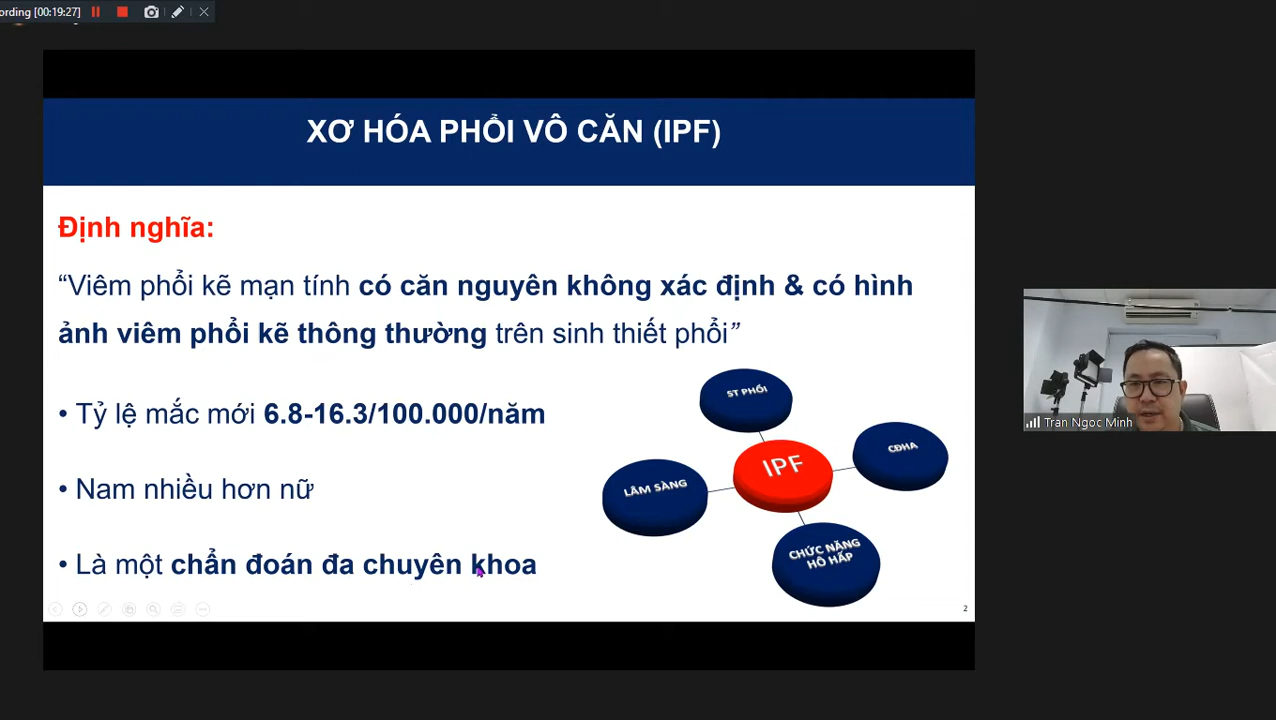 ording [00:19:27]
XƠ HÓA PHỔI VÔ CĂN (IPF)
Định nghĩa:
“Viêm phổi kẽ mạn tính có căn nguyên không xác định & có hình
ảnh viêm phổi kẽ thông thường trên sinh thiết phổi”
• Tỷ lệ mắc mới 6.8-16.3/100.000/năm
• Nam nhiều hơn nữ
• Là một chẩn đoán đa chuyên khoa
ST PHỔI
CĐHA
IPF
LÂM SÀNG
CHỨC NĂNG
HÔ HẤP
2
Tran Ngoc Minh